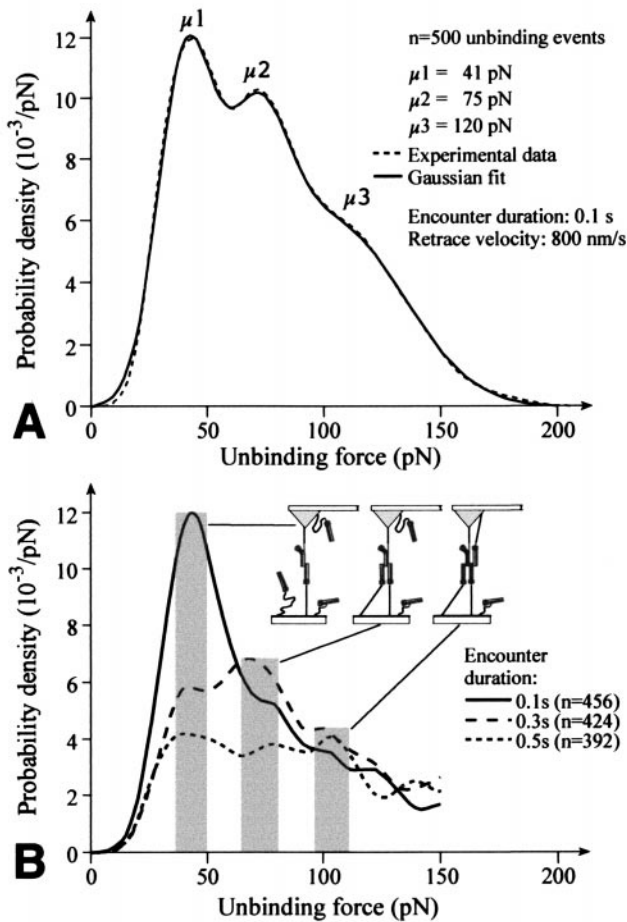 12
10
8
6
4
2
0
Probability density (10⁻³/pN)
μ1
μ2
μ3
n=500 unbinding events
μ1 = 41 pN
μ2 = 75 pN
μ3 = 120 pN
Experimental data
Gaussian fit
Encounter duration: 0.1 s
Retrace velocity: 800 nm/s
A
0 50 100 150 200
Unbinding force (pN)
12
10
8
6
4
2
0
Probability density (10⁻³/pN)
Encounter
duration:
0.1s (n=456)
0.3s (n=424)
0.5s (n=392)
B
0 50 100 150 200
Unbinding force (pN)